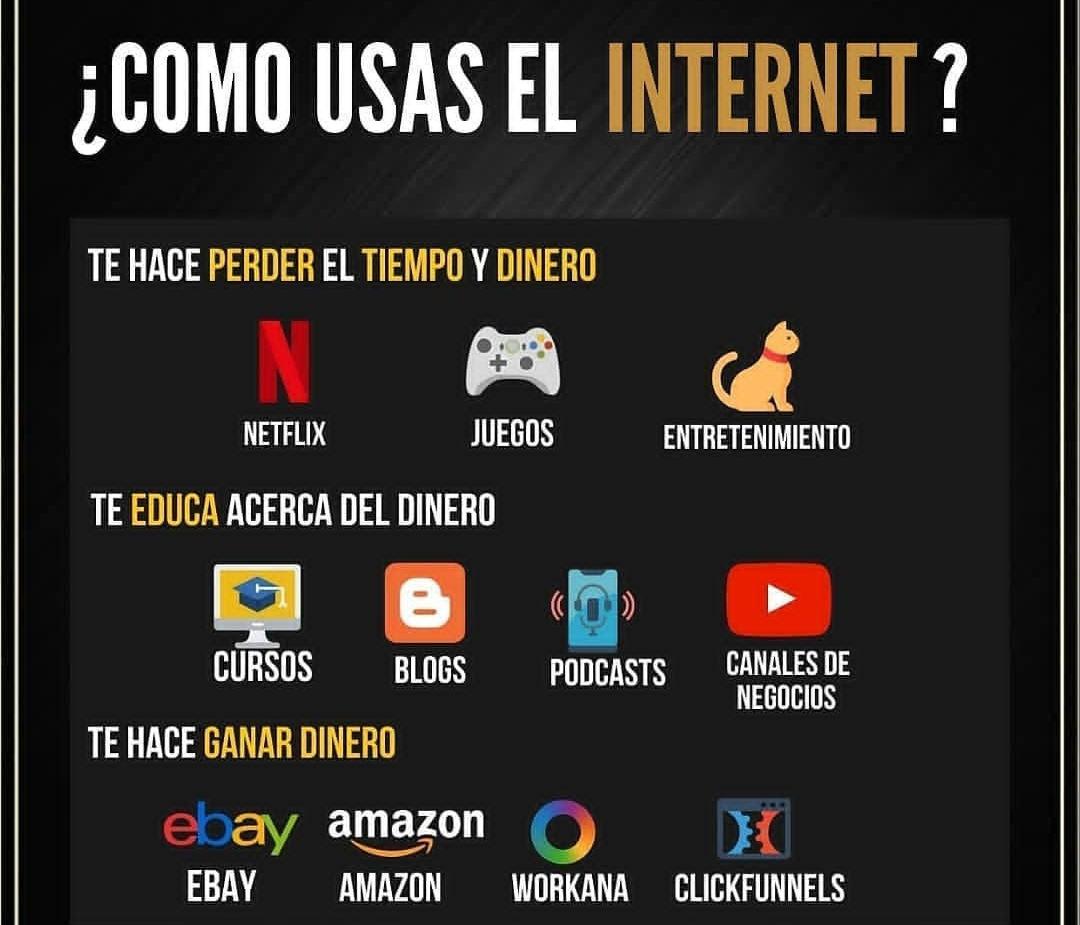 ¿COMO USAS EL INTERNET?
TE HACE PERDER EL TIEMPO Y DINERO
N
NETFLIX
JUEGOS
ENTRETENIMIENTO
TE EDUCA ACERCA DEL DINERO
CURSOS
BLOGS
PODCASTS
CANALES DE
NEGOCIOS
TE HACE GANAR DINERO
ebay
amazon
EBAY
AMAZON
WORKANA
CLICKFUNNELS